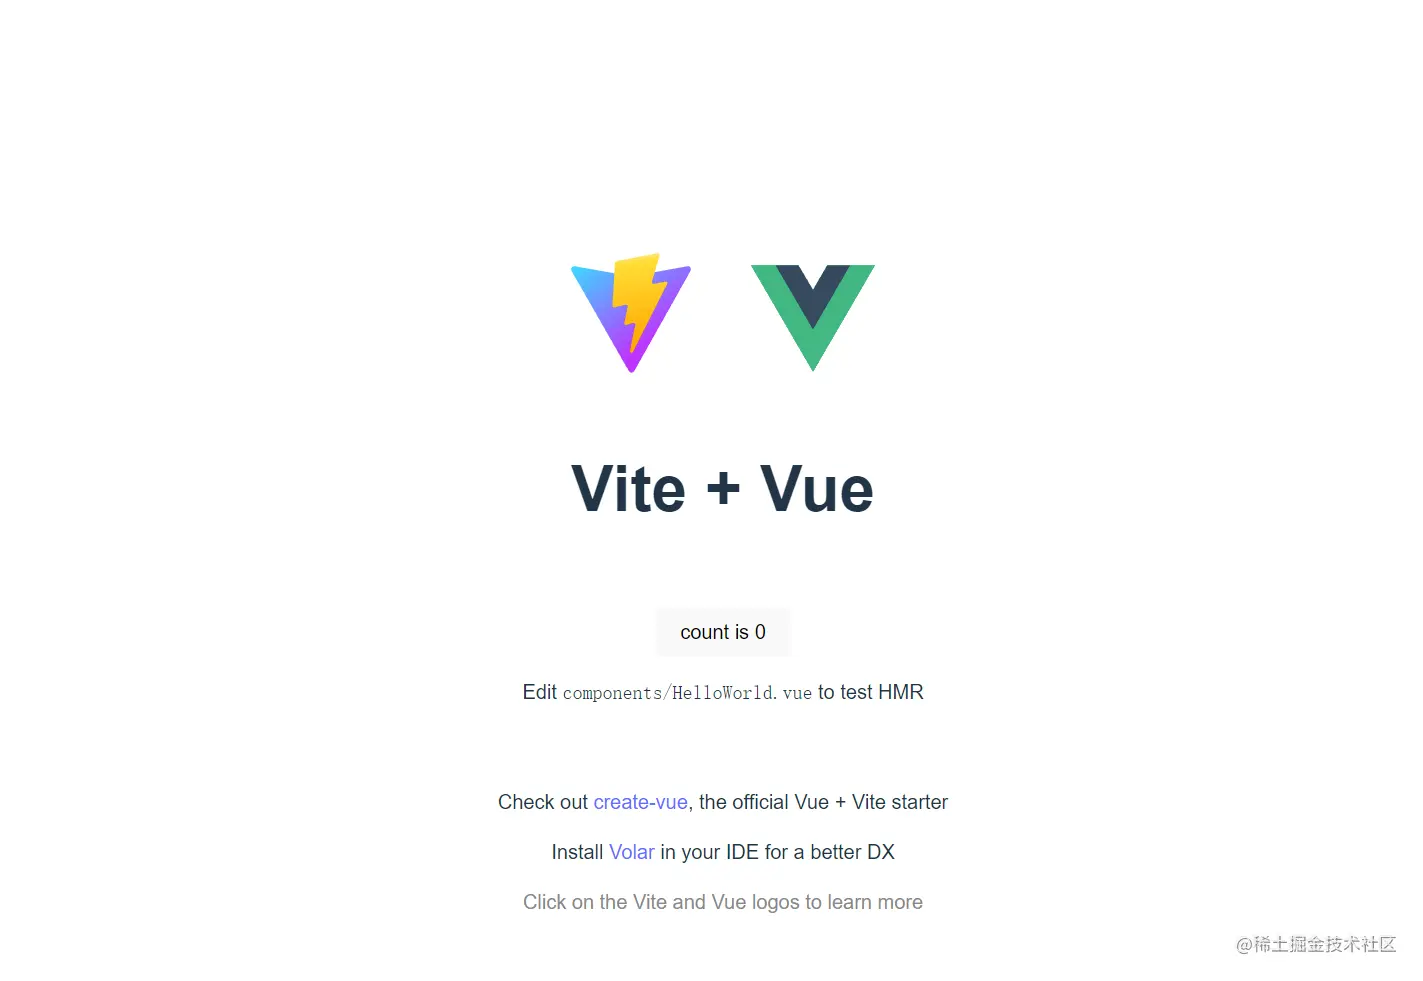 Vite + Vue
count is 0
Edit components/HelloWorld.vue to test HMR
Check out create-vue, the official Vue + Vite starter
Install Volar in your IDE for a better DX
Click on the Vite and Vue logos to learn more
@稀土掘金技术社区